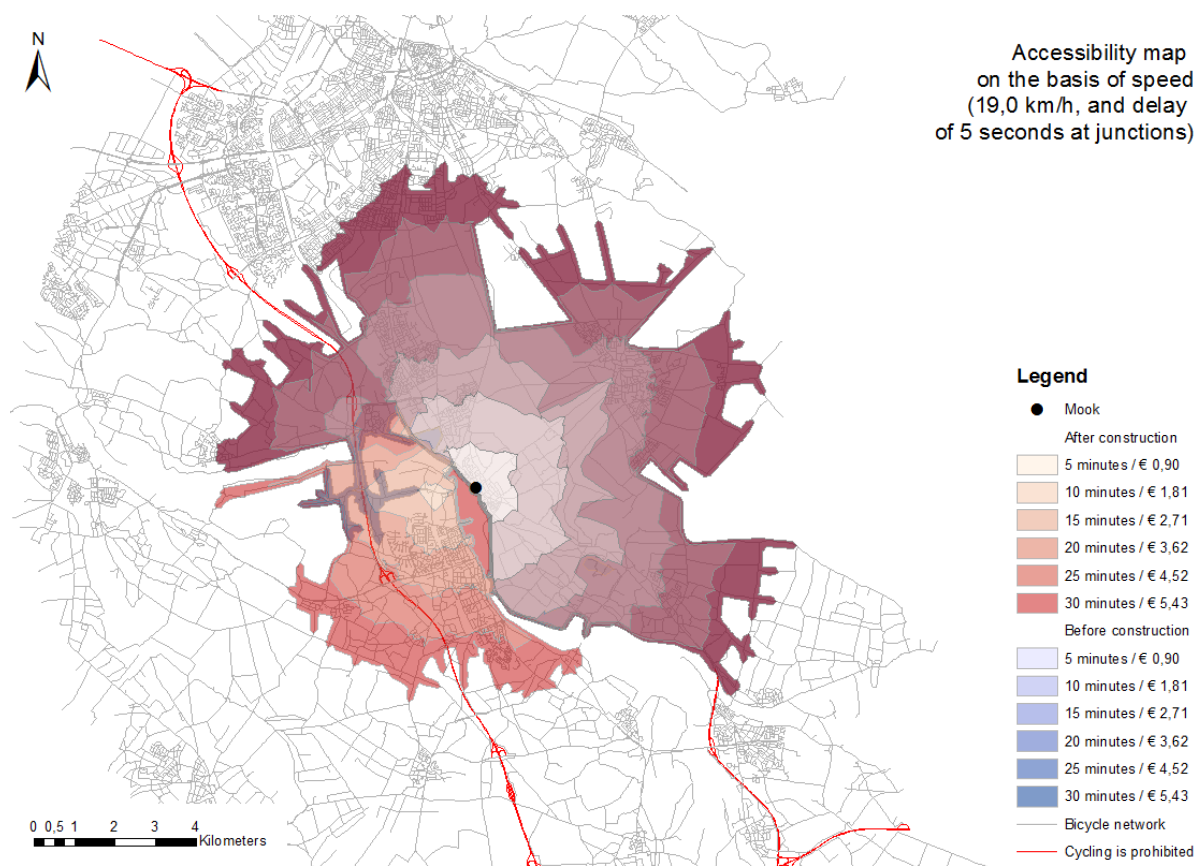 N
Accessibility map
on the basis of speed
(19,0 km/h, and delay
of 5 seconds at junctions)
Legend
Mook
After construction
5 minutes / € 0,90
10 minutes / € 1,81
15 minutes / € 2,71
20 minutes / € 3,62
25 minutes / € 4,52
30 minutes / € 5,43
Before construction
5 minutes / € 0,90
10 minutes / € 1,81
15 minutes / € 2,71
20 minutes / € 3,62
25 minutes / € 4,52
30 minutes / € 5,43
Bicycle network
Cycling is prohibited
0 0,5 1 2 3 4
Kilometers